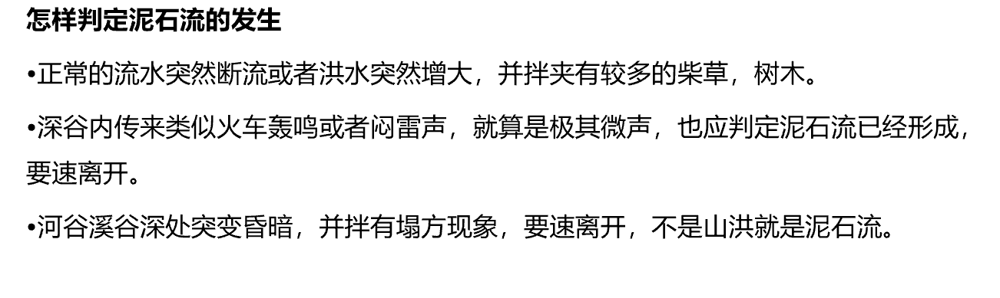 怎样判定泥石流的发生
•正常的流水突然断流或者洪水突然增大，并拌夹有较多的柴草，树木。
•深谷内传来类似火车轰鸣或者闷雷声，就算是极其微声，也应判定泥石流已经形成，
要速离开。
•河谷溪谷深处突变昏暗，并拌有塌方现象，要速离开，不是山洪就是泥石流。